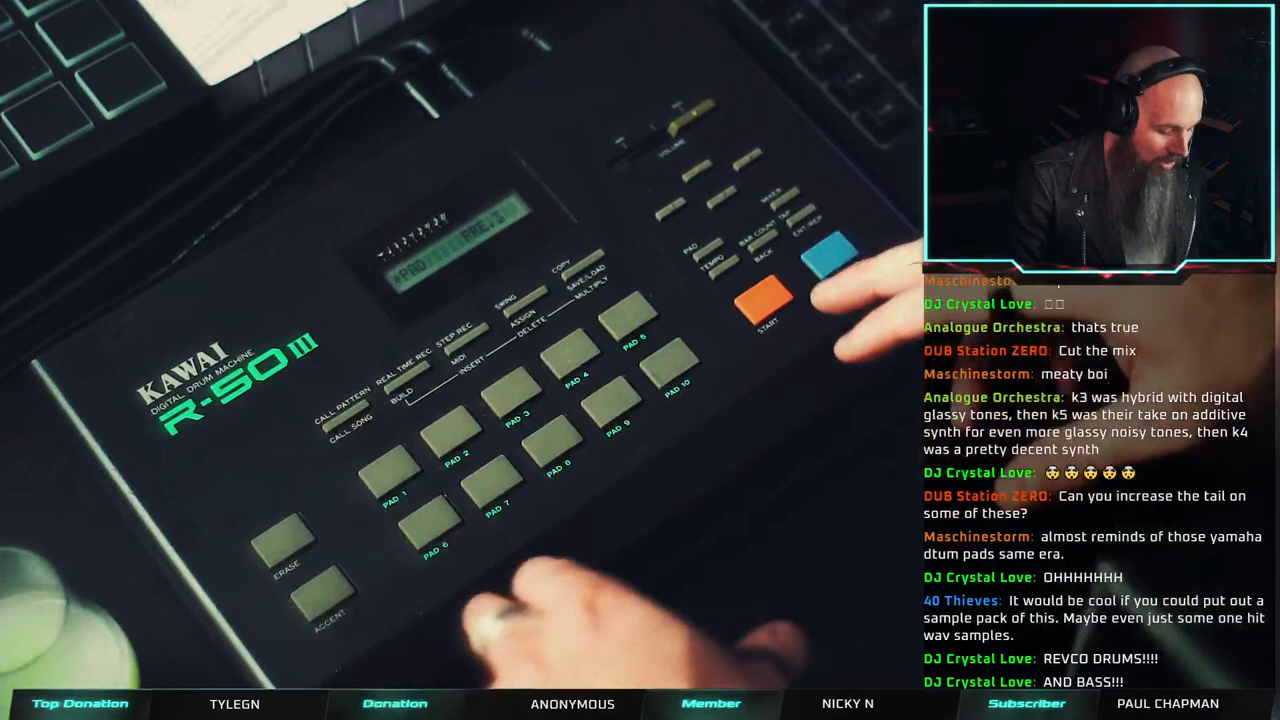 VOLUME
*PAD PRE.3
MIXER
PAD
BAR COUNT TAP
ENT/REP
TEMPO
BACK
START
COPY
SAVE/LOAD
SWING
ASSIGN
DELETE
MULTIPLY
STEP REC
MIDI
INSERT
REAL TIME REC
BUILD
CALL PATTERN
CALL SONG
KAWAI
DIGITAL DRUM MACHINE
R-50III
PAD 1
PAD 2
PAD 3
PAD 4
PAD 5
PAD 6
PAD 7
PAD 8
PAD 9
PAD 10
ERASE
ACCENT
DJ Crystal Love:
Analogue Orchestra: thats true
DUB Station ZERO: Cut the mix
Maschinestorm: meaty boi
Analogue Orchestra: k3 was hybrid with digital
glassy tones, then k5 was their take on additive
synth for even more glassy noisy tones, then k4
was a pretty decent synth
DJ Crystal Love: 🤯🤯🤯🤯🤯
DUB Station ZERO: Can you increase the tail on
some of these?
Maschinestorm: almost reminds of those yamaha
dtum pads same era.
DJ Crystal Love: OHHHHHHH
40 Thieves: It would be cool if you could put out a
sample pack of this. Maybe even just some one hit
wav samples.
DJ Crystal Love: REVCO DRUMS!!!!
DJ Crystal Love: AND BASS!!!
Top Donation TYLEGN Donation ANONYMOUS Member NICKY N Subscriber PAUL CHAPMAN